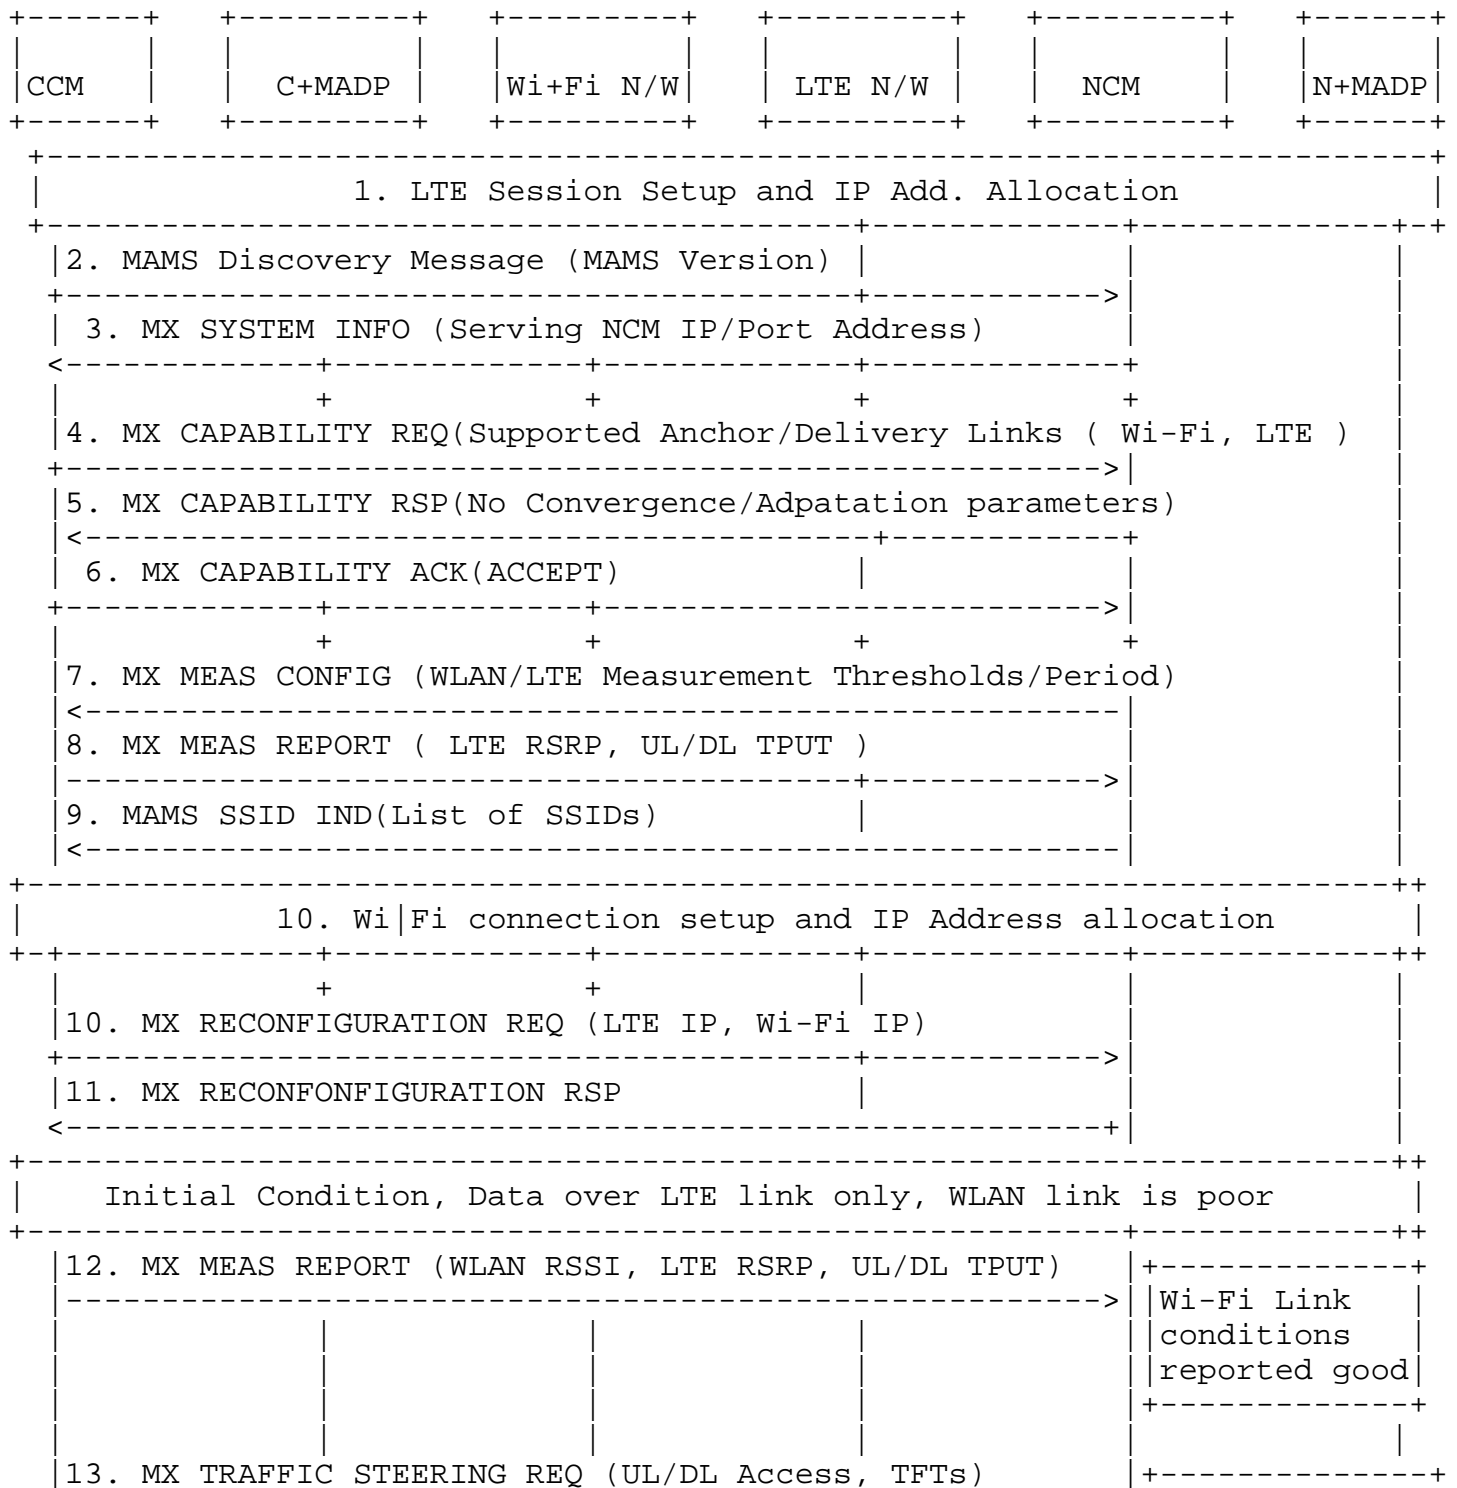 CCM C+MADP Wi+Fi N/W LTE N/W NCM N+MADP
1. LTE Session Setup and IP Add. Allocation
2. MAMS Discovery Message (MAMS Version)
3. MX SYSTEM INFO (Serving NCM IP/Port Address)
4. MX CAPABILITY REQ(Supported Anchor/Delivery Links ( Wi-Fi, LTE )
5. MX CAPABILITY RSP(No Convergence/Adpatation parameters)
6. MX CAPABILITY ACK(ACCEPT)
7. MX MEAS CONFIG (WLAN/LTE Measurement Thresholds/Period)
8. MX MEAS REPORT ( LTE RSRP, UL/DL TPUT )
9. MAMS SSID IND(List of SSIDs)
10. Wi|Fi connection setup and IP Address allocation
10. MX RECONFIGURATION REQ (LTE IP, Wi-Fi IP)
11. MX RECONFONFIGURATION RSP
Initial Condition, Data over LTE link only, WLAN link is poor
12. MX MEAS REPORT (WLAN RSSI, LTE RSRP, UL/DL TPUT)
Wi-Fi Link
conditions
reported good
13. MX TRAFFIC STEERING REQ (UL/DL Access, TFTs)